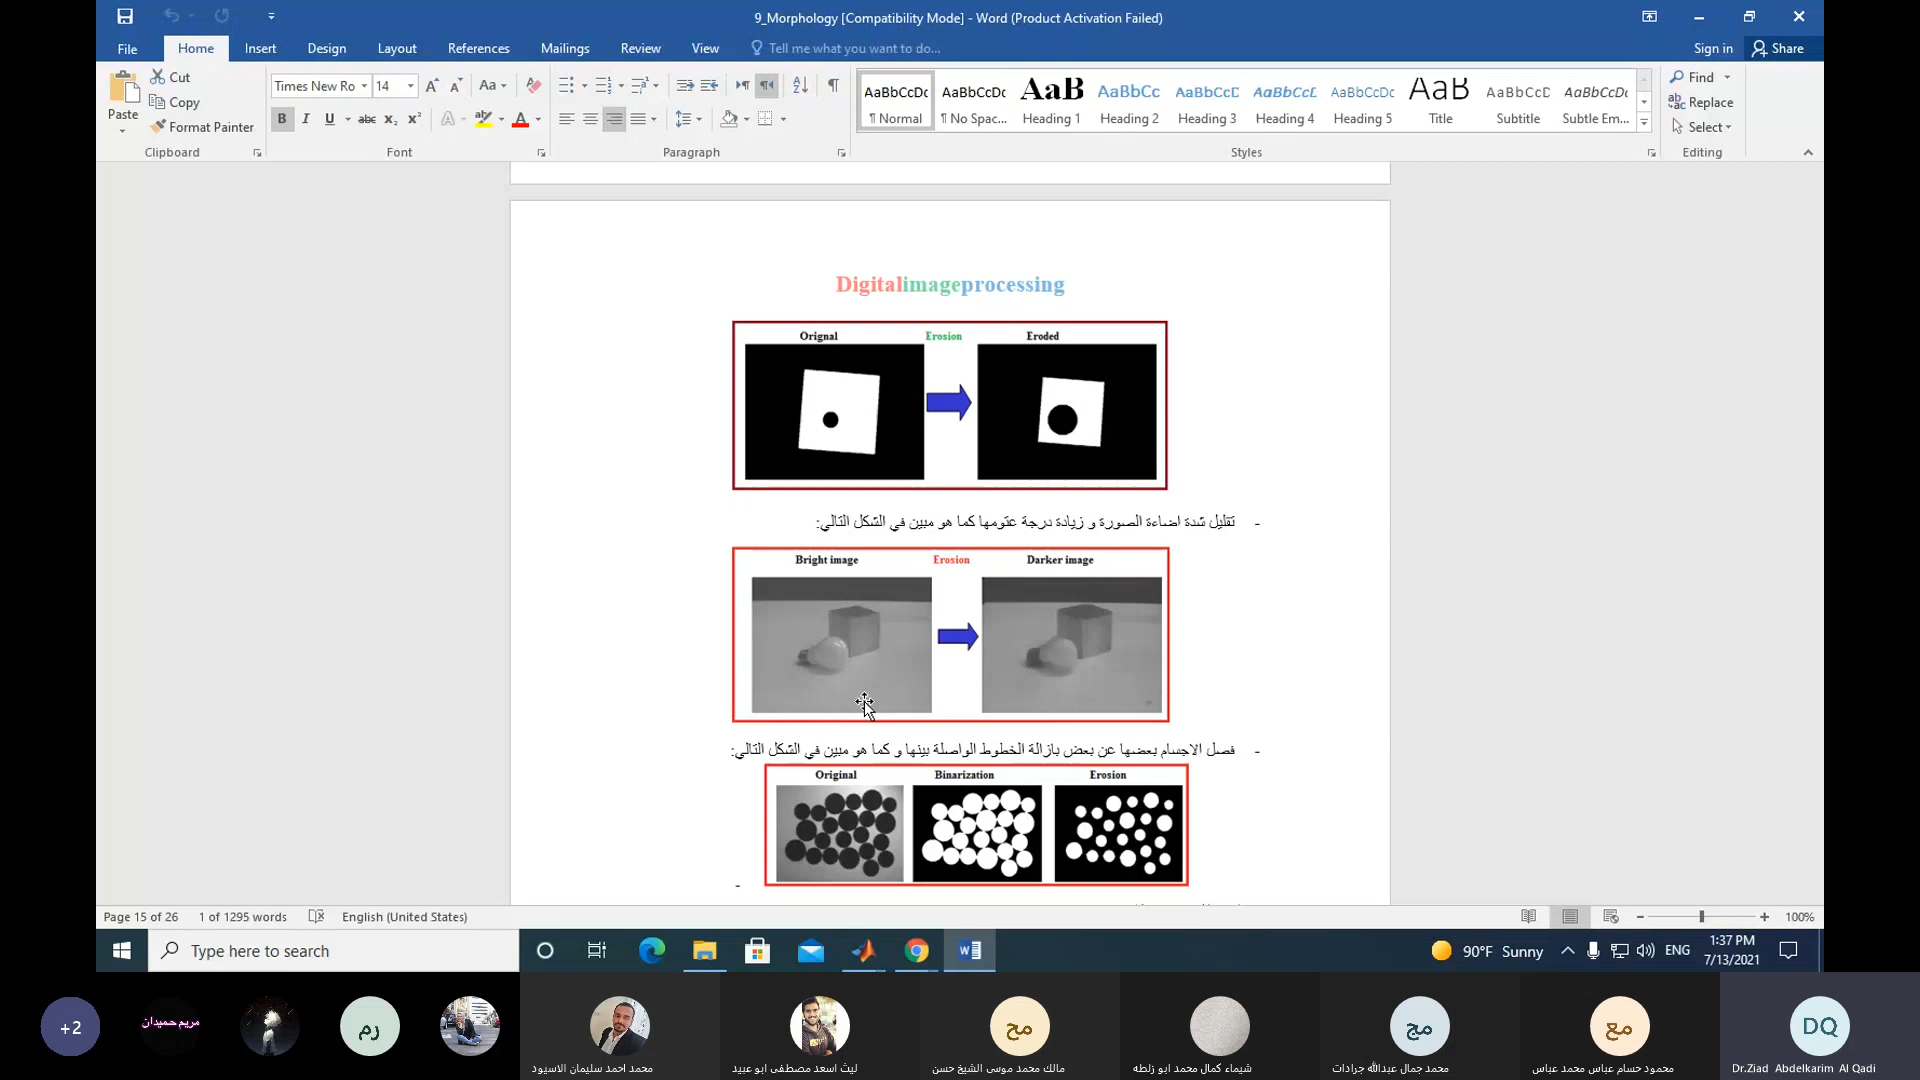 9_Morphology [Compatibility Mode] - Word (Product Activation Failed)
File Home Insert Design Layout References Mailings Review View Tell me what you want to do... Sign in Share
Paste Cut Copy Format Painter
Times New Ro 14
AaBbCcDc AaBbCcDc AaB AaBbCc AaBbCcD AaBbCcD AaBbCcDc AaB AaBbCcD AaBbCcDc
¶ Normal ¶ No Spac... Heading 1 Heading 2 Heading 3 Heading 4 Heading 5 Title Subtitle Subtle Em...
Find Replace Select
Clipboard Font Paragraph Styles Editing
Digitalimageprocessing
Orignal Erosion Eroded
- تقليل شدة اضاءة الصورة و زيادة درجة عتومها كما هو مبين في الشكل التالي:
Bright image Erosion Darker image
- فصل الاجسام بعضها عن بعض بازالة الخطوط الواصلة بينها و كما هو مبين في الشكل التالي:
Original Binarization Erosion
-
Page 15 of 26 1 of 1295 words English (United States) 100%
Type here to search 90°F Sunny ENG 1:37 PM
7/13/2021
+2 مريم حميدان رم مح مج مع DQ
محمد احمد سليمان الاسيود ليث اسعد مصطفى ابو عبيد مالك محمد موسى الشيخ حسن شيماء كمال محمد ابو زلطه محمد جمال عبدالله جرادات محمود حسام عباس محمد عباس Dr.Ziad Abdelkarim Al Qadi